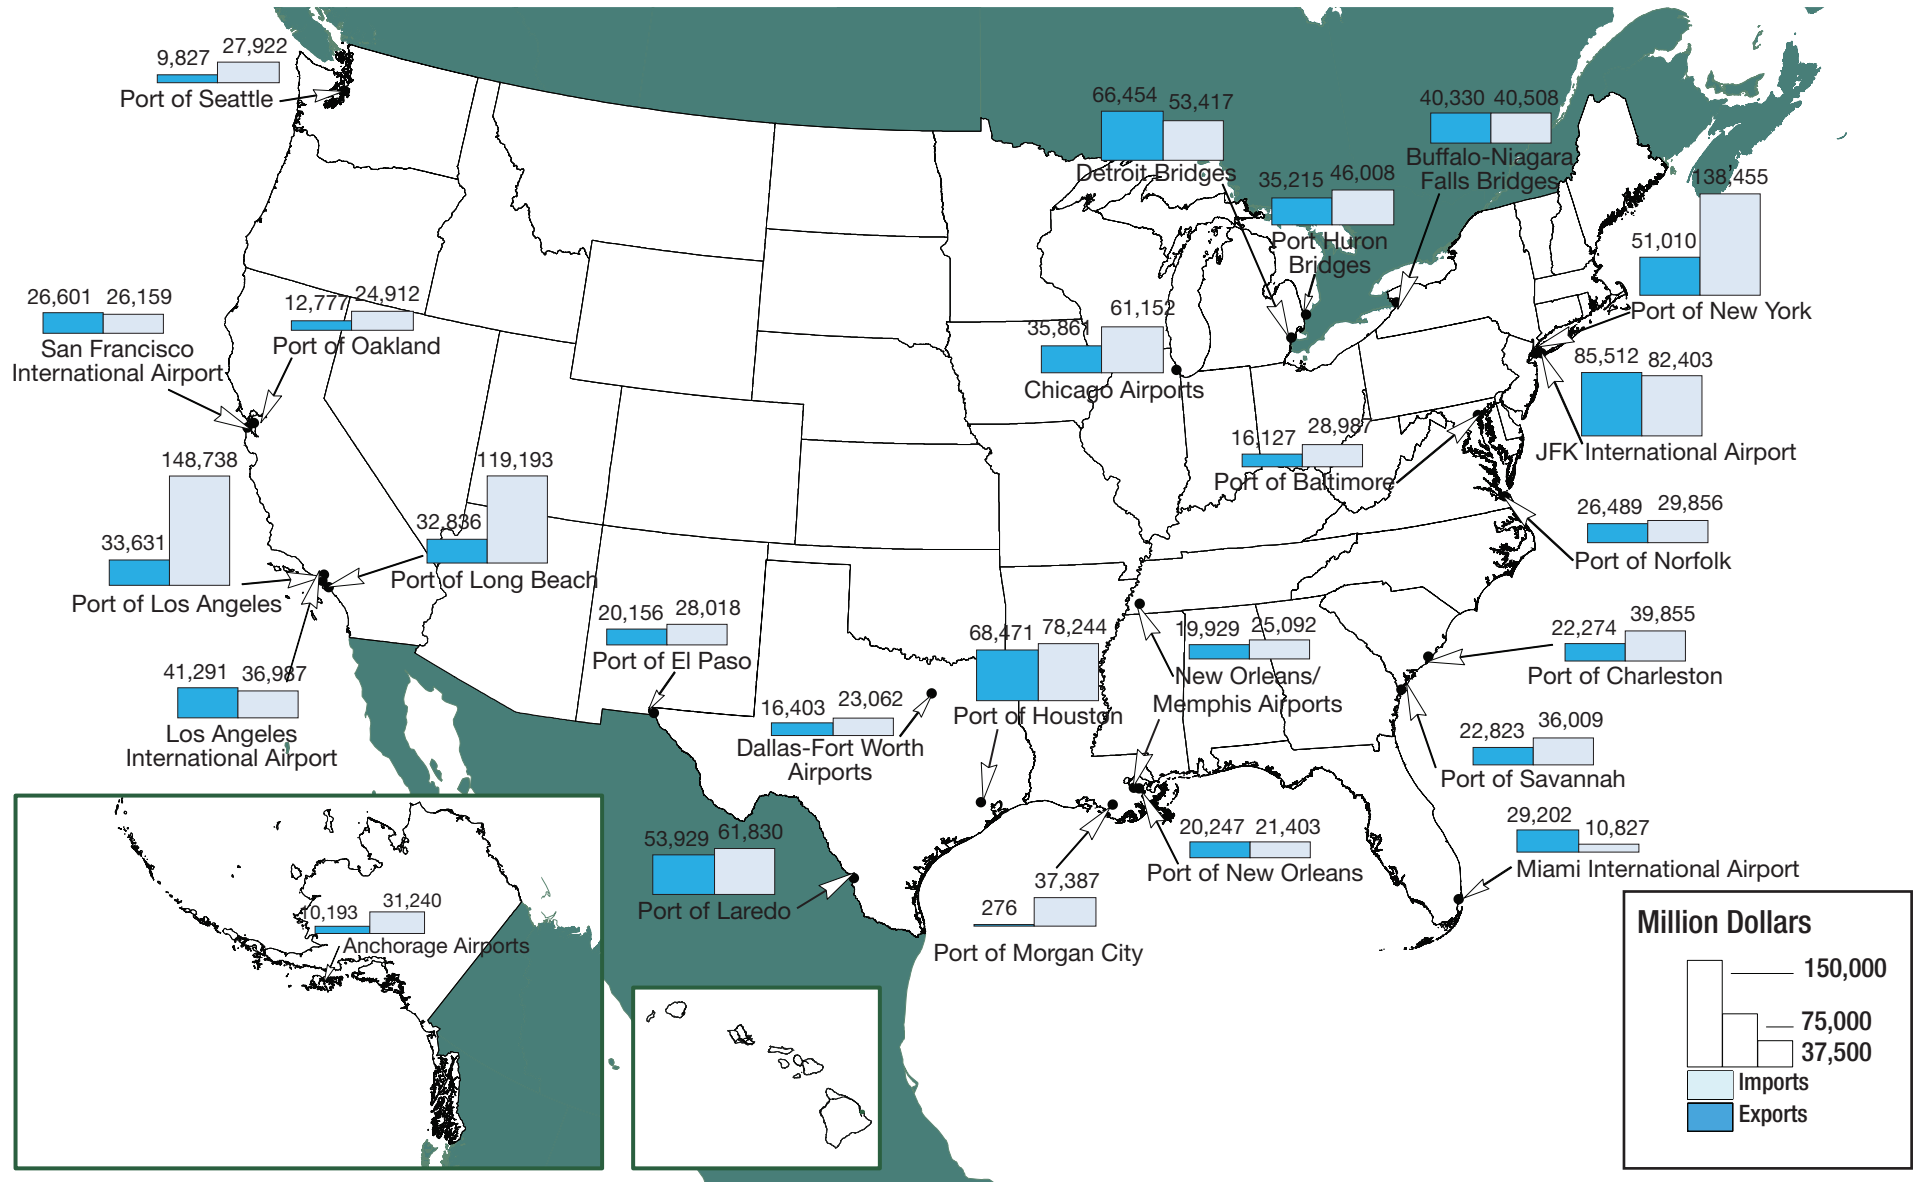 9,827 27,922
Port of Seattle
66,454 53,417
Detroit Bridges
40,330 40,508
Buffalo-Niagara
Falls Bridges
35,215 46,008
Port Huron
Bridges
138,455
51,010
Port of New York
26,601 26,159
San Francisco
International Airport
12,777 24,912
Port of Oakland
35,861 61,152
Chicago Airports
85,512 82,403
JFK International Airport
16,127 28,987
Port of Baltimore
148,738
33,631
Port of Los Angeles
119,193
32,836
Port of Long Beach
26,489 29,856
Port of Norfolk
20,156 28,018
Port of El Paso
68,471 78,244
Port of Houston
19,929 25,092
New Orleans/
Memphis Airports
22,274 39,855
Port of Charleston
41,291 36,987
Los Angeles
International Airport
16,403 23,062
Dallas-Fort Worth
Airports
22,823 36,009
Port of Savannah
53,929 61,830
Port of Laredo
20,247 21,403
Port of New Orleans
29,202 10,827
Miami International Airport
276 37,387
Port of Morgan City
10,193 31,240
Anchorage Airports
Million Dollars
150,000
75,000
37,500
Imports
Exports